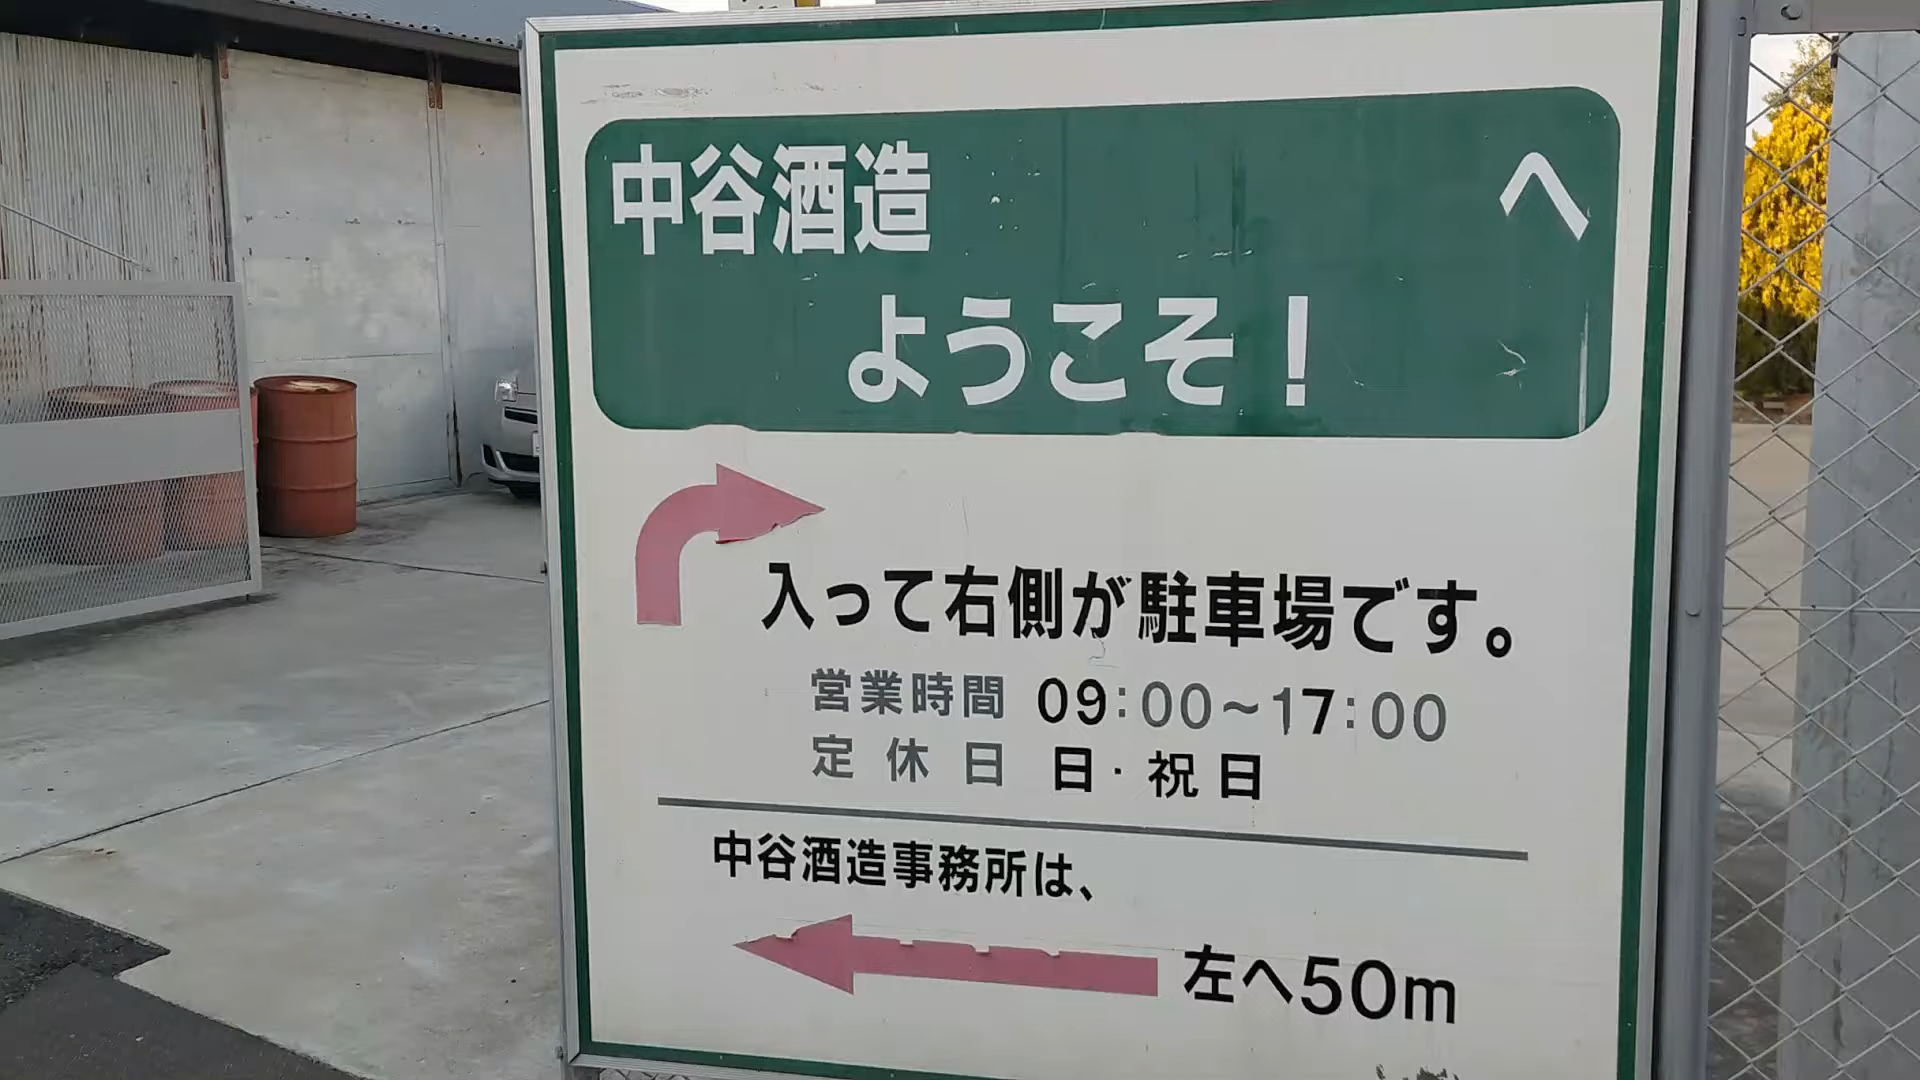 中谷酒造 へ
ようこそ！
入って右側が駐車場です。
営業時間 09:00～17:00
定休日 日・祝日
中谷酒造事務所は、
左へ50m